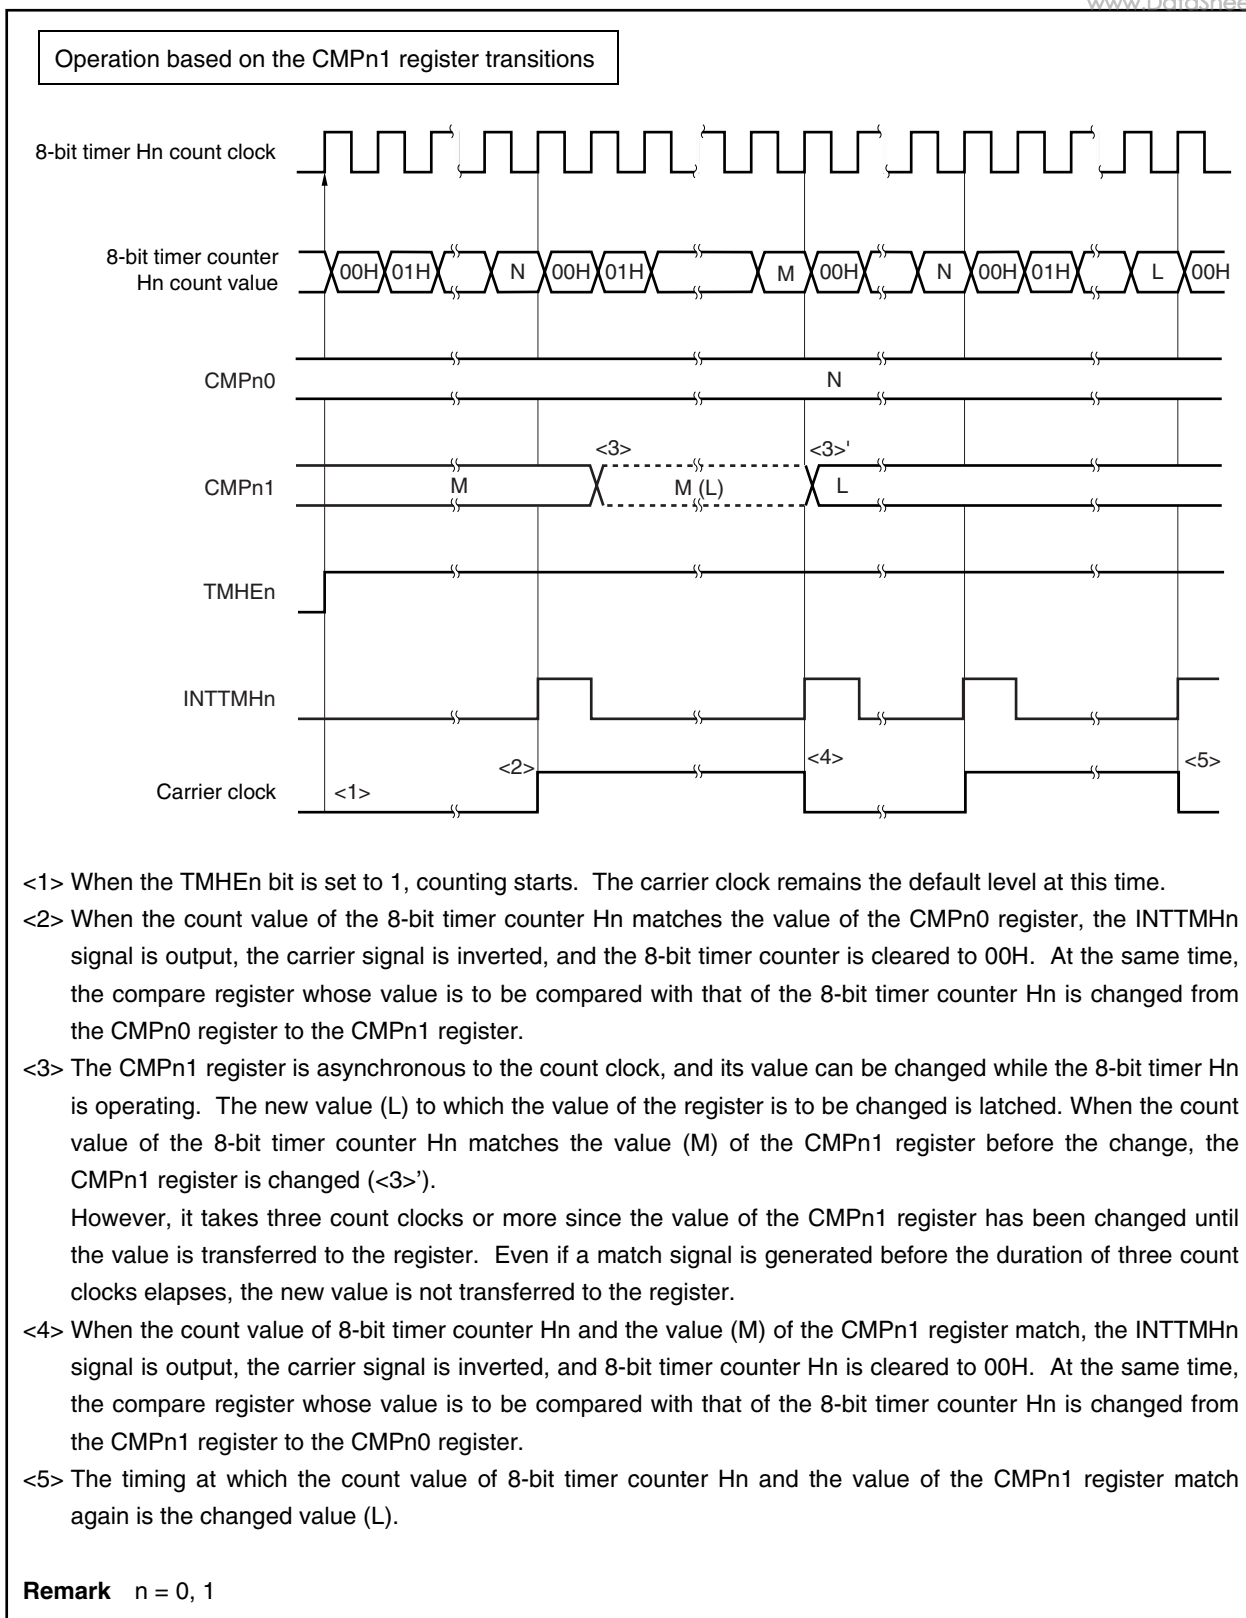 www.DataShee
Operation based on the CMPn1 register transitions
8-bit timer Hn count clock
8-bit timer counter
Hn count value
00H 01H N 00H 01H M 00H N 00H 01H L 00H
CMPn0
N
<3> <3>'
CMPn1
M M (L) L
TMHEn
INTTMHn
<2> <4> <5>
Carrier clock
<1>
<1> When the TMHEn bit is set to 1, counting starts. The carrier clock remains the default level at this time.
<2> When the count value of the 8-bit timer counter Hn matches the value of the CMPn0 register, the INTTMHn
signal is output, the carrier signal is inverted, and the 8-bit timer counter is cleared to 00H. At the same time,
the compare register whose value is to be compared with that of the 8-bit timer counter Hn is changed from
the CMPn0 register to the CMPn1 register.
<3> The CMPn1 register is asynchronous to the count clock, and its value can be changed while the 8-bit timer Hn
is operating. The new value (L) to which the value of the register is to be changed is latched. When the count
value of the 8-bit timer counter Hn matches the value (M) of the CMPn1 register before the change, the
CMPn1 register is changed (<3>’).
However, it takes three count clocks or more since the value of the CMPn1 register has been changed until
the value is transferred to the register. Even if a match signal is generated before the duration of three count
clocks elapses, the new value is not transferred to the register.
<4> When the count value of 8-bit timer counter Hn and the value (M) of the CMPn1 register match, the INTTMHn
signal is output, the carrier signal is inverted, and 8-bit timer counter Hn is cleared to 00H. At the same time,
the compare register whose value is to be compared with that of the 8-bit timer counter Hn is changed from
the CMPn1 register to the CMPn0 register.
<5> The timing at which the count value of 8-bit timer counter Hn and the value of the CMPn1 register match
again is the changed value (L).
Remark n = 0, 1